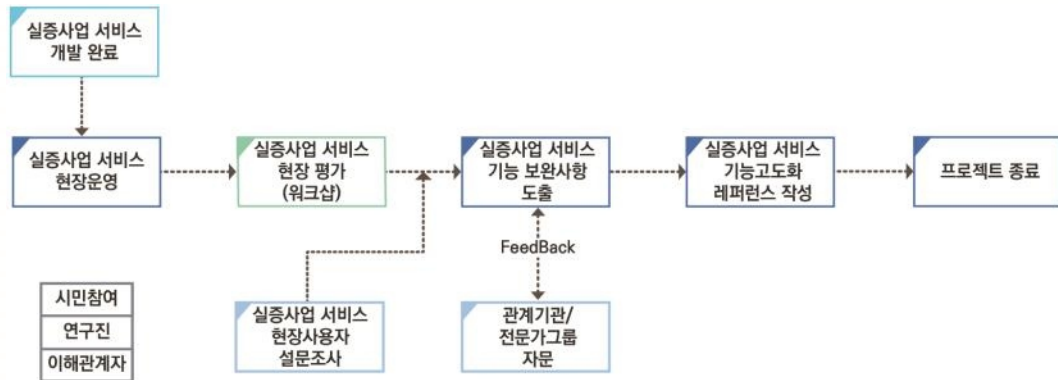 실증사업 서비스
개발 완료
실증사업 서비스
현장운영
실증사업 서비스
현장 평가
(워크샵)
실증사업 서비스
기능 보완사항
도출
실증사업 서비스
기능고도화
레퍼런스 작성
프로젝트 종료
FeedBack
시민참여
연구진
이해관계자
실증사업 서비스
현장사용자
설문조사
관계기관/
전문가그룹
자문